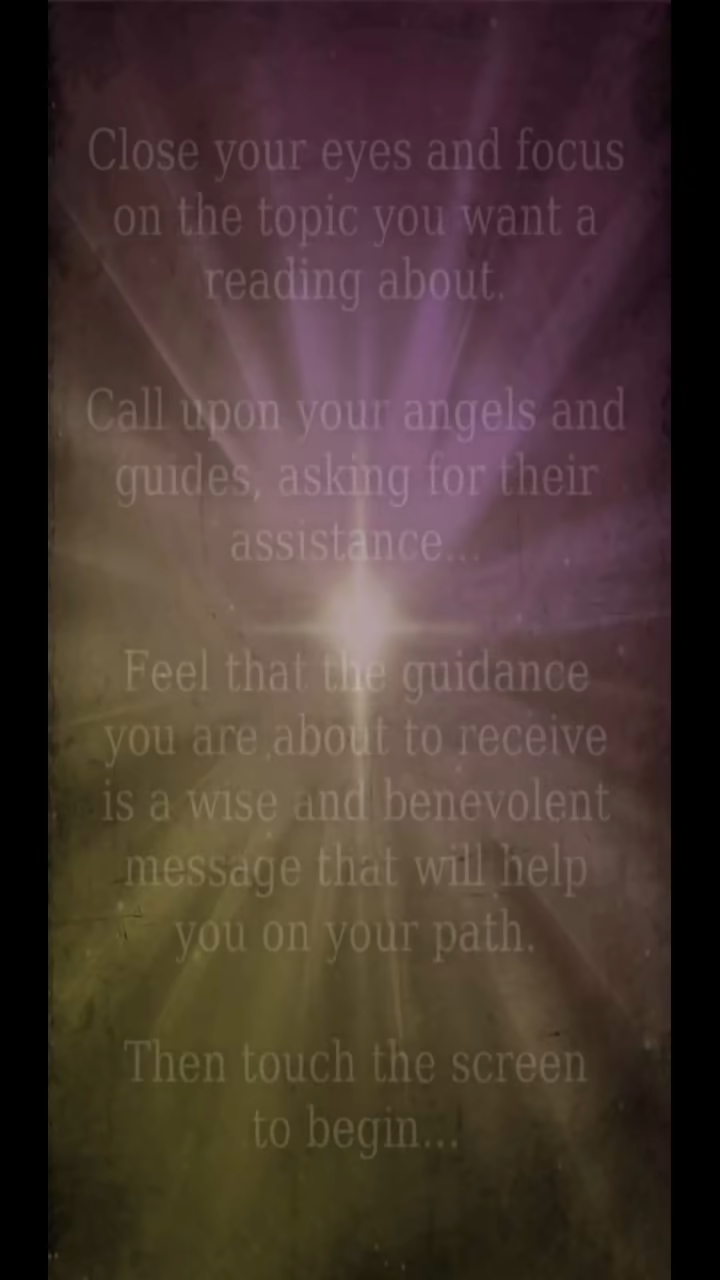 Close your eyes and focus
on the topic you want a
reading about.
Call upon your angels and
guides, asking for their
assistance...
Feel that the guidance
you are about to receive
is a wise and benevolent
message that will help
you on your path.
Then touch the screen
to begin...